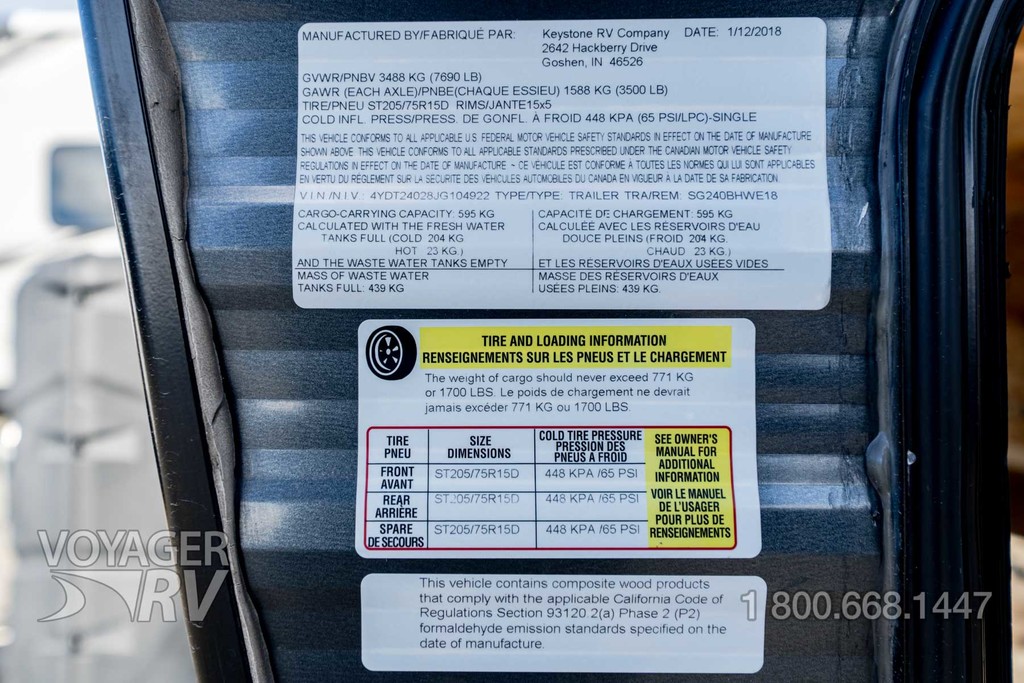 MANUFACTURED BY/FABRIQUÉ PAR: Keystone RV Company DATE: 1/12/2018
2642 Hackberry Drive
Goshen, IN 46526
GVWR/PNBV 3488 KG (7690 LB)
GAWR (EACH AXLE)/PNBE(CHAQUE ESSIEU) 1588 KG (3500 LB)
TIRE/PNEU ST205/75R15D RIMS/JANTE15x5
COLD INFL. PRESS/PRESS. DE GONFL. À FROID 448 KPA (65 PSI/LPC)-SINGLE
THIS VEHICLE CONFORMS TO ALL APPLICABLE U.S. FEDERAL MOTOR VEHICLE SAFETY STANDARDS IN EFFECT ON THE DATE OF MANUFACTURE
SHOWN ABOVE. THIS VEHICLE CONFORMS TO ALL APPLICABLE STANDARDS PRESCRIBED UNDER THE CANADIAN MOTOR VEHICLE SAFETY
REGULATIONS IN EFFECT ON THE DATE OF MANUFACTURE - CE VÉHICULE EST CONFORME À TOUTES LES NORMES QUI LUI SONT APPLICABLES
EN VERTU DU RÉGLEMENT SUR LA SECURITE DES VÉHICULES AUTOMOBILES DU CANADA EN VIGUEUR À LA DATE DE SA FABRICATION.
V.I.N./N.I.V.: 4YDT24028JG104922 TYPE/TYPE: TRAILER TRA/REM: SG240BHWE18
CARGO-CARRYING CAPACITY: 595 KG
CALCULATED WITH THE FRESH WATER
TANKS FULL (COLD 204 KG
HOT 23 KG.)
AND THE WASTE WATER TANKS EMPTY
MASS OF WASTE WATER
TANKS FULL: 439 KG
CAPACITÉ DE CHARGEMENT: 595 KG
CALCULÉE AVEC LES RÉSERVOIRS D'EAU
DOUCE PLEINS (FROID 204 KG.
CHAUD 23 KG.)
ET LES RÉSERVOIRS D'EAUX USÉES VIDES
MASSE DES RÉSERVOIRS D'EAUX
USÉES PLEINS: 439 KG.
TIRE AND LOADING INFORMATION
RENSEIGNEMENTS SUR LES PNEUS ET LE CHARGEMENT
The weight of cargo should never exceed 771 KG
or 1700 LBS. Le poids de chargement ne devrait
jamais excéder 771 KG ou 1700 LBS.
TIRE
PNEU
SIZE
DIMENSIONS
COLD TIRE PRESSURE
PRESSION DES
PNEUS A FROID
FRONT
AVANT
ST205/75R15D
448 KPA /65 PSI
REAR
ARRIÈRE
ST205/75R15D
448 KPA /65 PSI
SPARE
DE SECOURS
ST205/75R15D
448 KPA /65 PSI
SEE OWNER'S
MANUAL FOR
ADDITIONAL
INFORMATION
VOIR LE MANUEL
DE L'USAGER
POUR PLUS DE
RENSEIGNEMENTS
This vehicle contains composite wood products
that comply with the applicable California Code of
Regulations Section 93120.2(a) Phase 2 (P2)
formaldehyde emission standards specified on the
date of manufacture.
VOYAGER
RV
1 800.668.1447